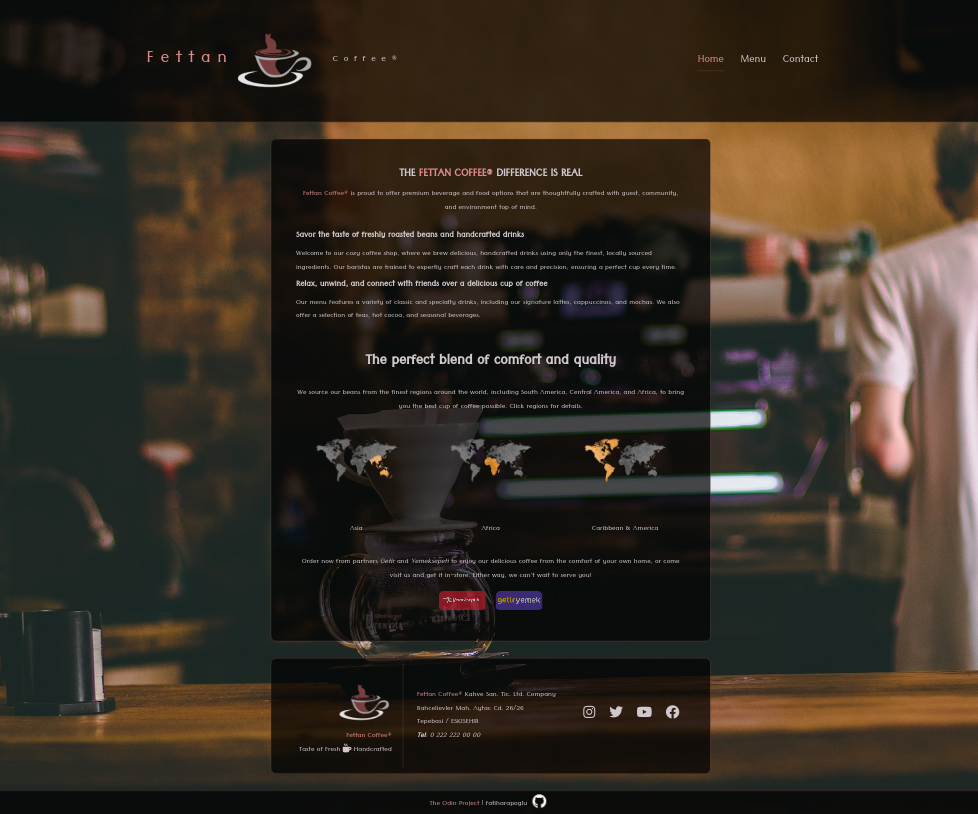 Fettan
Coffee®
Home Menu Contact
THE FETTAN COFFEE® DIFFERENCE IS REAL
Fettan Coffee® is proud to offer premium beverage and food options that are thoughtfully crafted with guest, community,
and environment top of mind.
Savor the taste of freshly roasted beans and handcrafted drinks
Welcome to our cozy coffee shop, where we brew delicious, handcrafted drinks using only the finest, locally sourced
ingredients. Our baristas are trained to expertly craft each drink with care and precision, ensuring a perfect cup every time.
Relax, unwind, and connect with friends over a delicious cup of coffee
Our menu features a variety of classic and specialty drinks, including our signature lattes, cappuccinos, and mochas. We also
offer a selection of teas, hot cocoa, and seasonal beverages.
The perfect blend of comfort and quality
We source our beans from the finest regions around the world, including South America, Central America, and Africa, to bring
you the best cup of coffee possible. Click regions for details.
Asia Africa Caribbean & America
Order now from partners Getir and Yemeksepeti to enjoy our delicious coffee from the comfort of your own home, or come
visit us and get it in-store. Either way, we can't wait to serve you!
Yemeksepeti getiryemek
Fettan Coffee®
Taste of Fresh Handcrafted
Fettan Coffee® Kahve San. Tic. Ltd. Company
Bahcelievler Mah. Aytac Cd. 26/26
Tepebasi / ESKISEHIR
Tel: 0 222 222 00 00
The Odin Project | fatiharapoglu